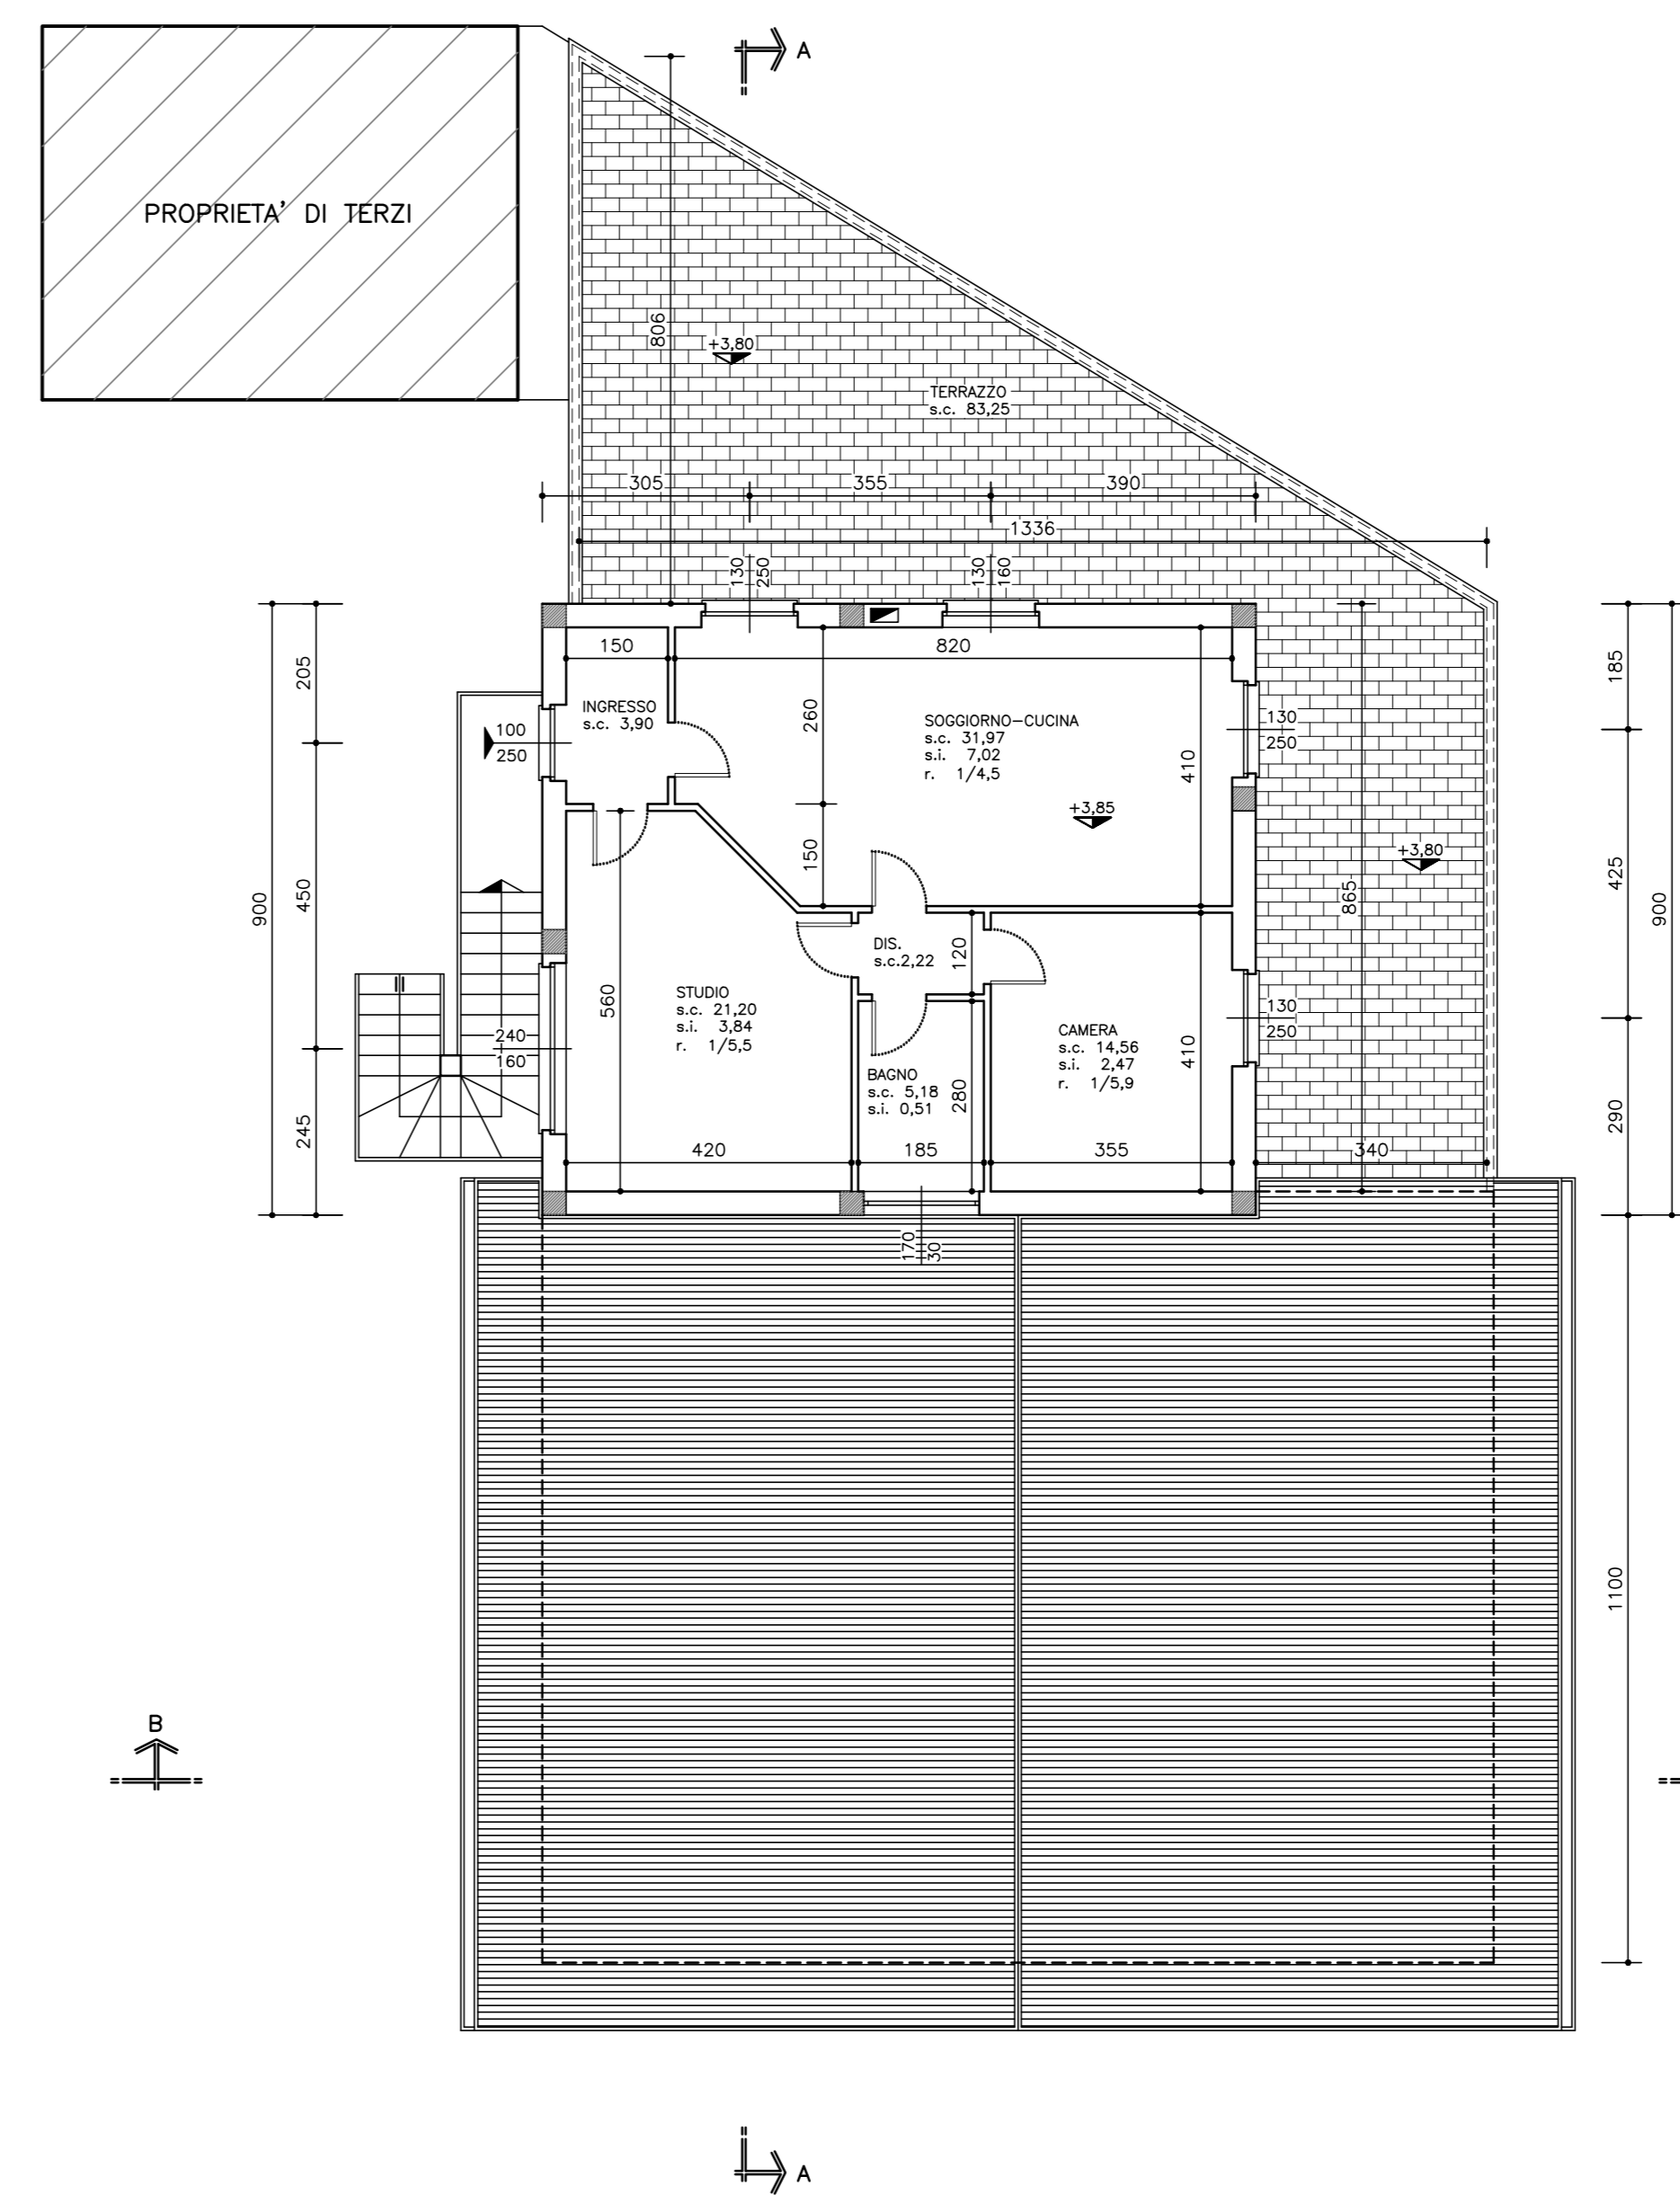 A
PROPRIETA' DI TERZI
806
+3,80
TERRAZZO
s.c. 83,25
305
355
390
1336
130
250
130
160
150
820
205
185
INGRESSO
s.c. 3,90
260
SOGGIORNO-CUCINA
s.c. 31,97
s.i. 7,02
r. 1/4,5
130
250
100
250
410
+3,85
+3,80
150
900
450
865
425
900
DIS.
s.c.2,22
120
560
STUDIO
s.c. 21,20
s.i. 3,84
r. 1/5,5
130
250
240
160
CAMERA
s.c. 14,56
s.i. 2,47
r. 1/5,9
410
BAGNO
s.c. 5,18
s.i. 0,51
280
245
290
420
185
355
340
170
30
1100
B
A